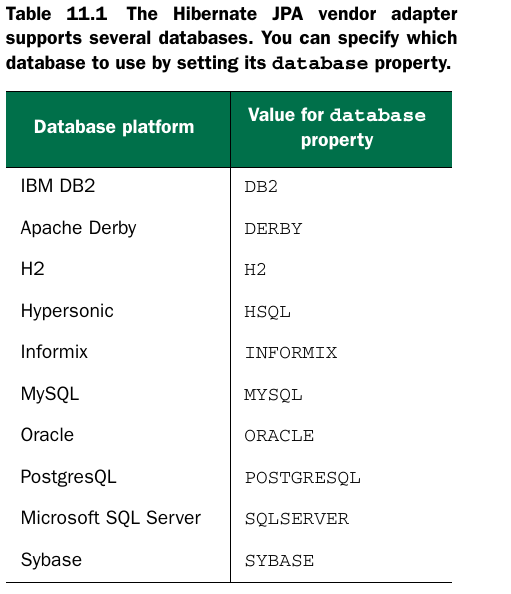 Table 11.1 The Hibernate JPA vendor adapter
supports several databases. You can specify which
database to use by setting its database property.
Database platform
Value for database
property
IBM DB2 DB2
Apache Derby DERBY
H2 H2
Hypersonic HSQL
Informix INFORMIX
MySQL MYSQL
Oracle ORACLE
PostgresQL POSTGRESQL
Microsoft SQL Server SQLSERVER
Sybase SYBASE